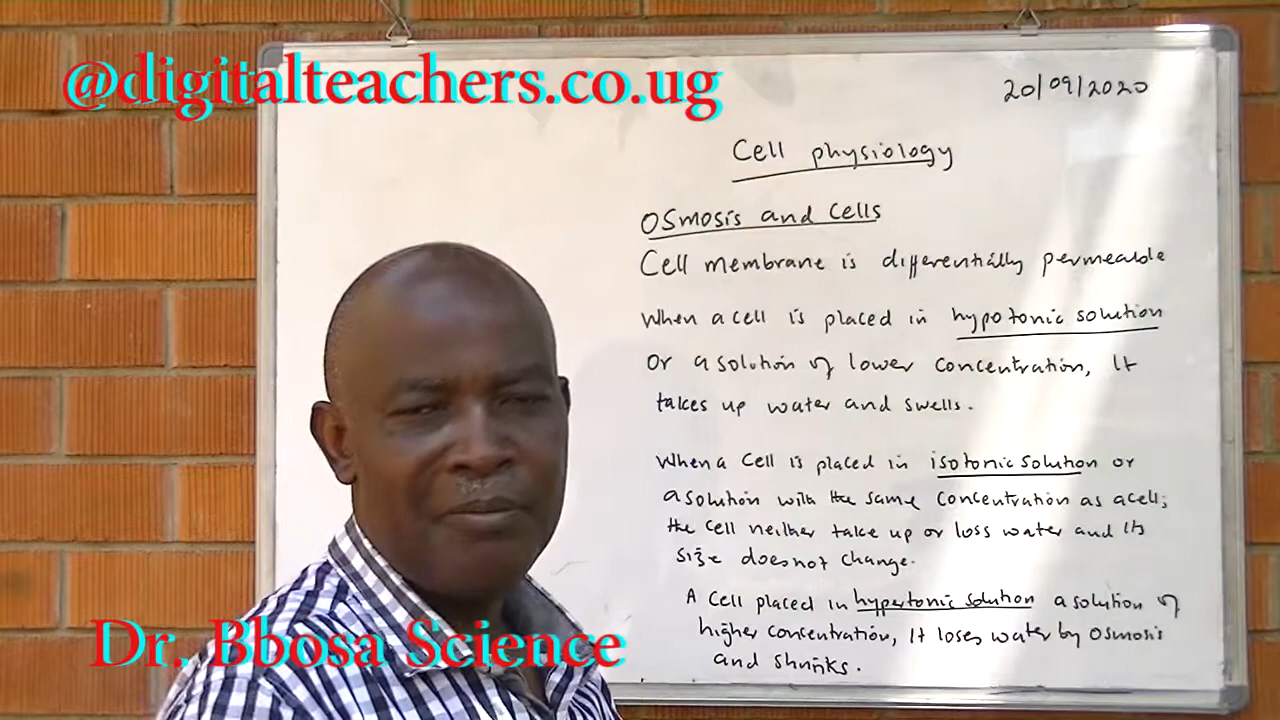 @digitalteachers.co.ug
20/09/2020
Cell physiology
Osmosis and Cells
Cell membrane is differentially permeable
When a cell is placed in hypotonic solution
Or a solution of lower concentration, It
takes up water and swells.
When a Cell is placed in isotonic solution or
a solution with the same concentration as a cell;
the cell neither take up or loss water and its
size does not change.
A Cell placed in hypertonic solution a solution of
higher concentration, It loses water by osmosis
and shrinks.
Dr. Bbosa Science